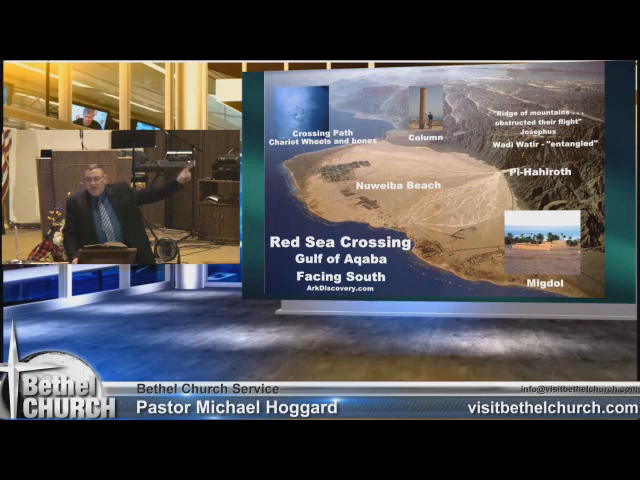 Crossing Path
Chariot Wheels and bones
Column
"Ridge of mountains . . .
obstructed their flight"
Josephus
Wadi Watir - "entangled"
Pi-Hahiroth
Nuweiba Beach
Red Sea Crossing
Gulf of Aqaba
Facing South
ArkDiscovery.com
Migdol
Bethel
CHURCH
Bethel Church Service
info@visitbethelchurch.com
Pastor Michael Hoggard
visitbethelchurch.com